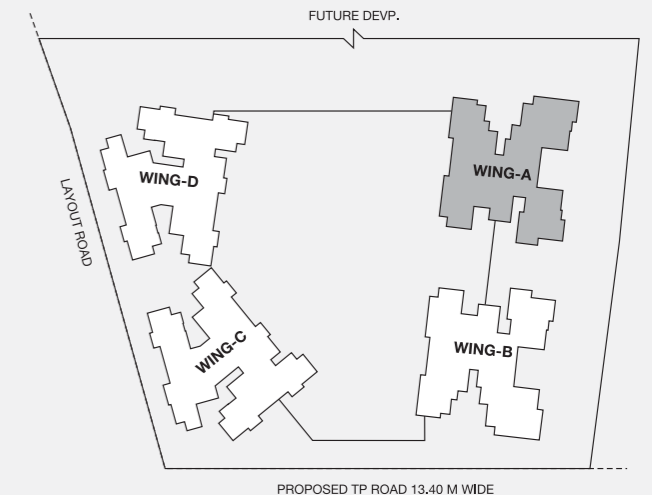 FUTURE DEVP.
WING-D
WING-A
LAYOUT ROAD
WING-C
WING-B
PROPOSED TP ROAD 13.40 M WIDE